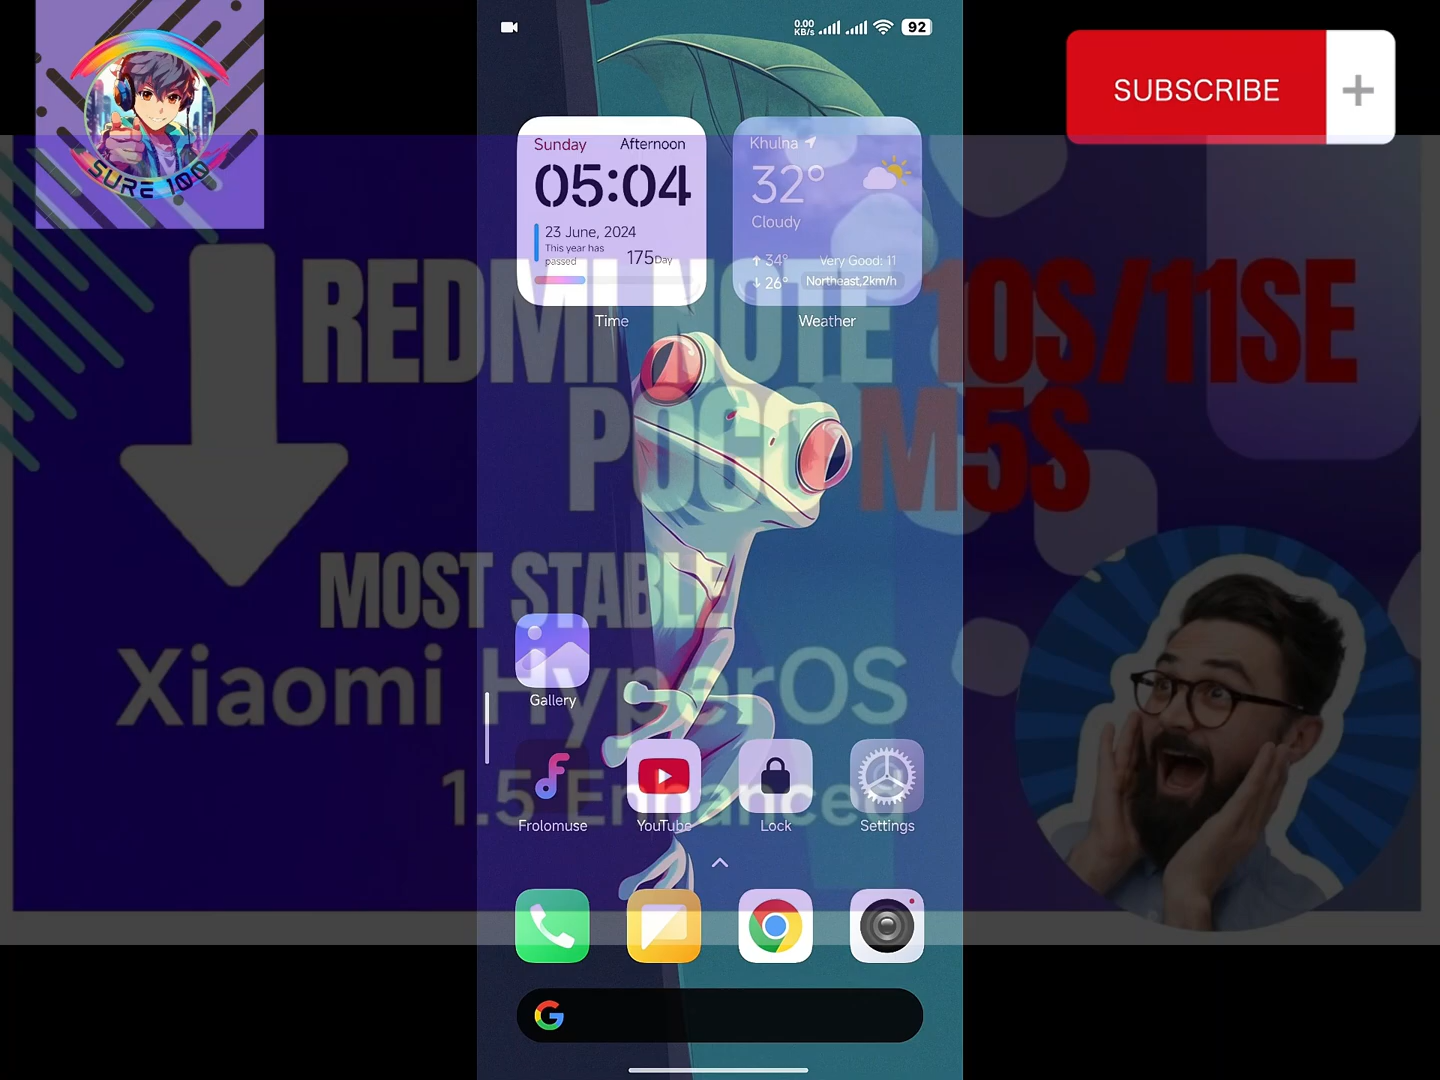 0.00
KB/s
92
SURE 100
SUBSCRIBE +
Sunday Afternoon
05:04
23 June, 2024
This year has
passed
175Day
Time
Khulna
32°
Cloudy
↑ 34° Very Good: 11
↓ 26° Northeast,2km/h
Weather
REDMI NOTE 10S/11SE
POCO M5S
MOST STABLE
Xiaomi HyperOS
1.5 Enhanced
Gallery
Frolomuse
YouTube
Lock
Settings
G